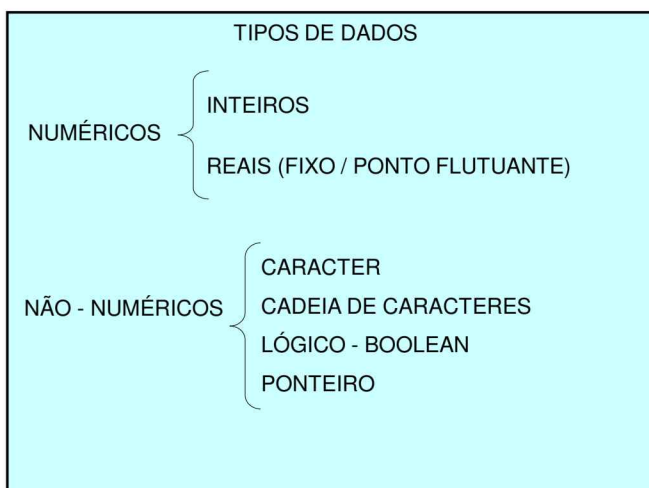 TIPOS DE DADOS
NUMÉRICOS
INTEIROS
REAIS (FIXO / PONTO FLUTUANTE)
NÃO - NUMÉRICOS
CARACTER
CADEIA DE CARACTERES
LÓGICO - BOOLEAN
PONTEIRO